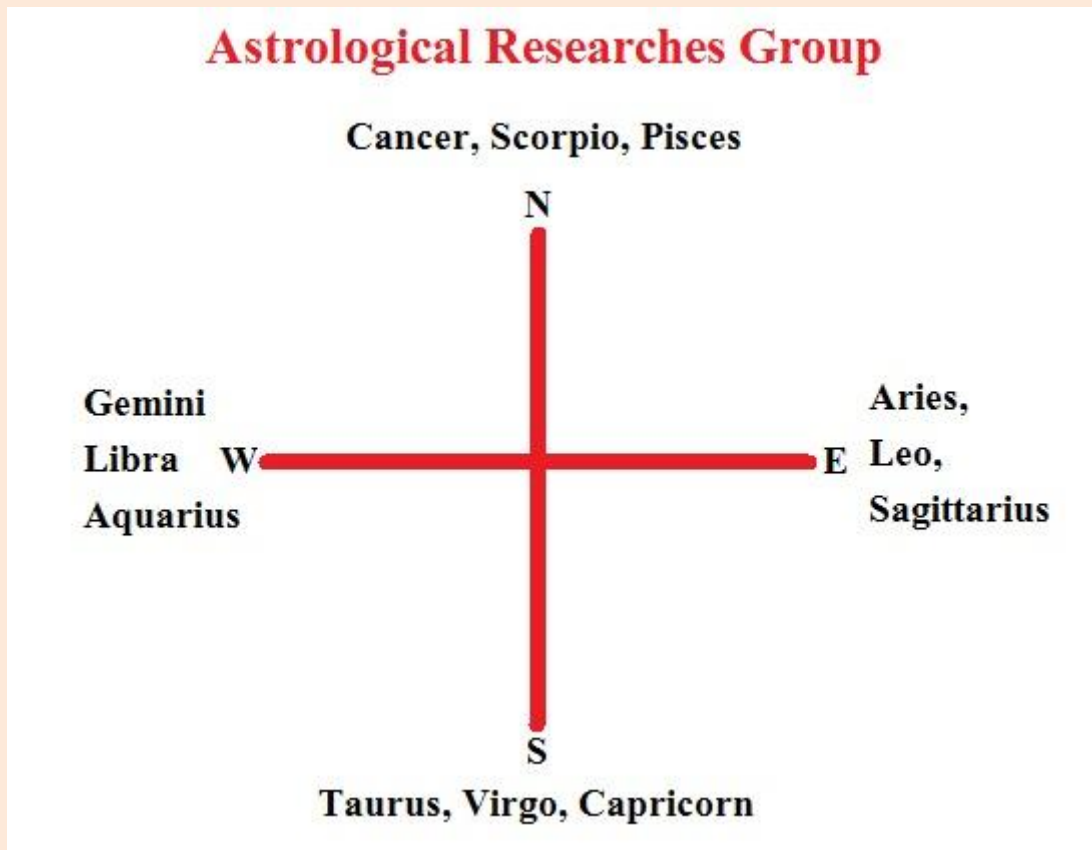 Astrological Researches Group
Cancer, Scorpio, Pisces
N
Gemini
Libra
Aquarius
W
E
Aries,
Leo,
Sagittarius
S
Taurus, Virgo, Capricorn